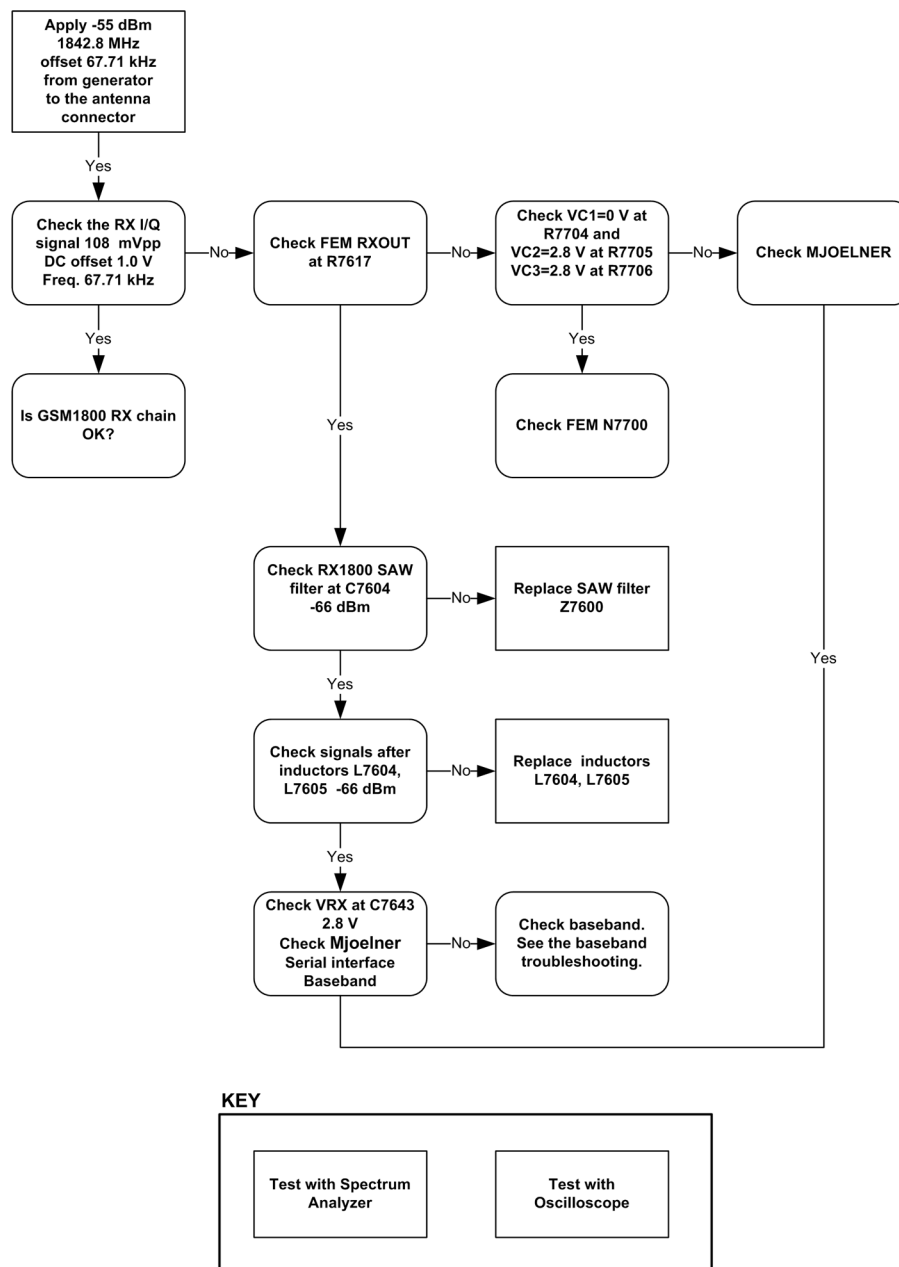 Apply -55 dBm
1842.8 MHz
offset 67.71 kHz
from generator
to the antenna
connector
Yes
Check the RX I/Q
signal 108 mVpp
DC offset 1.0 V
Freq. 67.71 kHz
No
Check FEM RXOUT
at R7617
No
Check VC1=0 V at
R7704 and
VC2=2.8 V at R7705
VC3=2.8 V at R7706
No
Check MJOELNER
Yes
Yes
Is GSM1800 RX chain
OK?
Yes
Check FEM N7700
Check RX1800 SAW
filter at C7604
-66 dBm
No
Replace SAW filter
Z7600
Yes
Yes
Check signals after
inductors L7604,
L7605 -66 dBm
No
Replace inductors
L7604, L7605
Yes
Check VRX at C7643
2.8 V
Check Mjoelner
Serial interface
Baseband
No
Check baseband.
See the baseband
troubleshooting.
KEY
Test with Spectrum
Analyzer
Test with
Oscilloscope